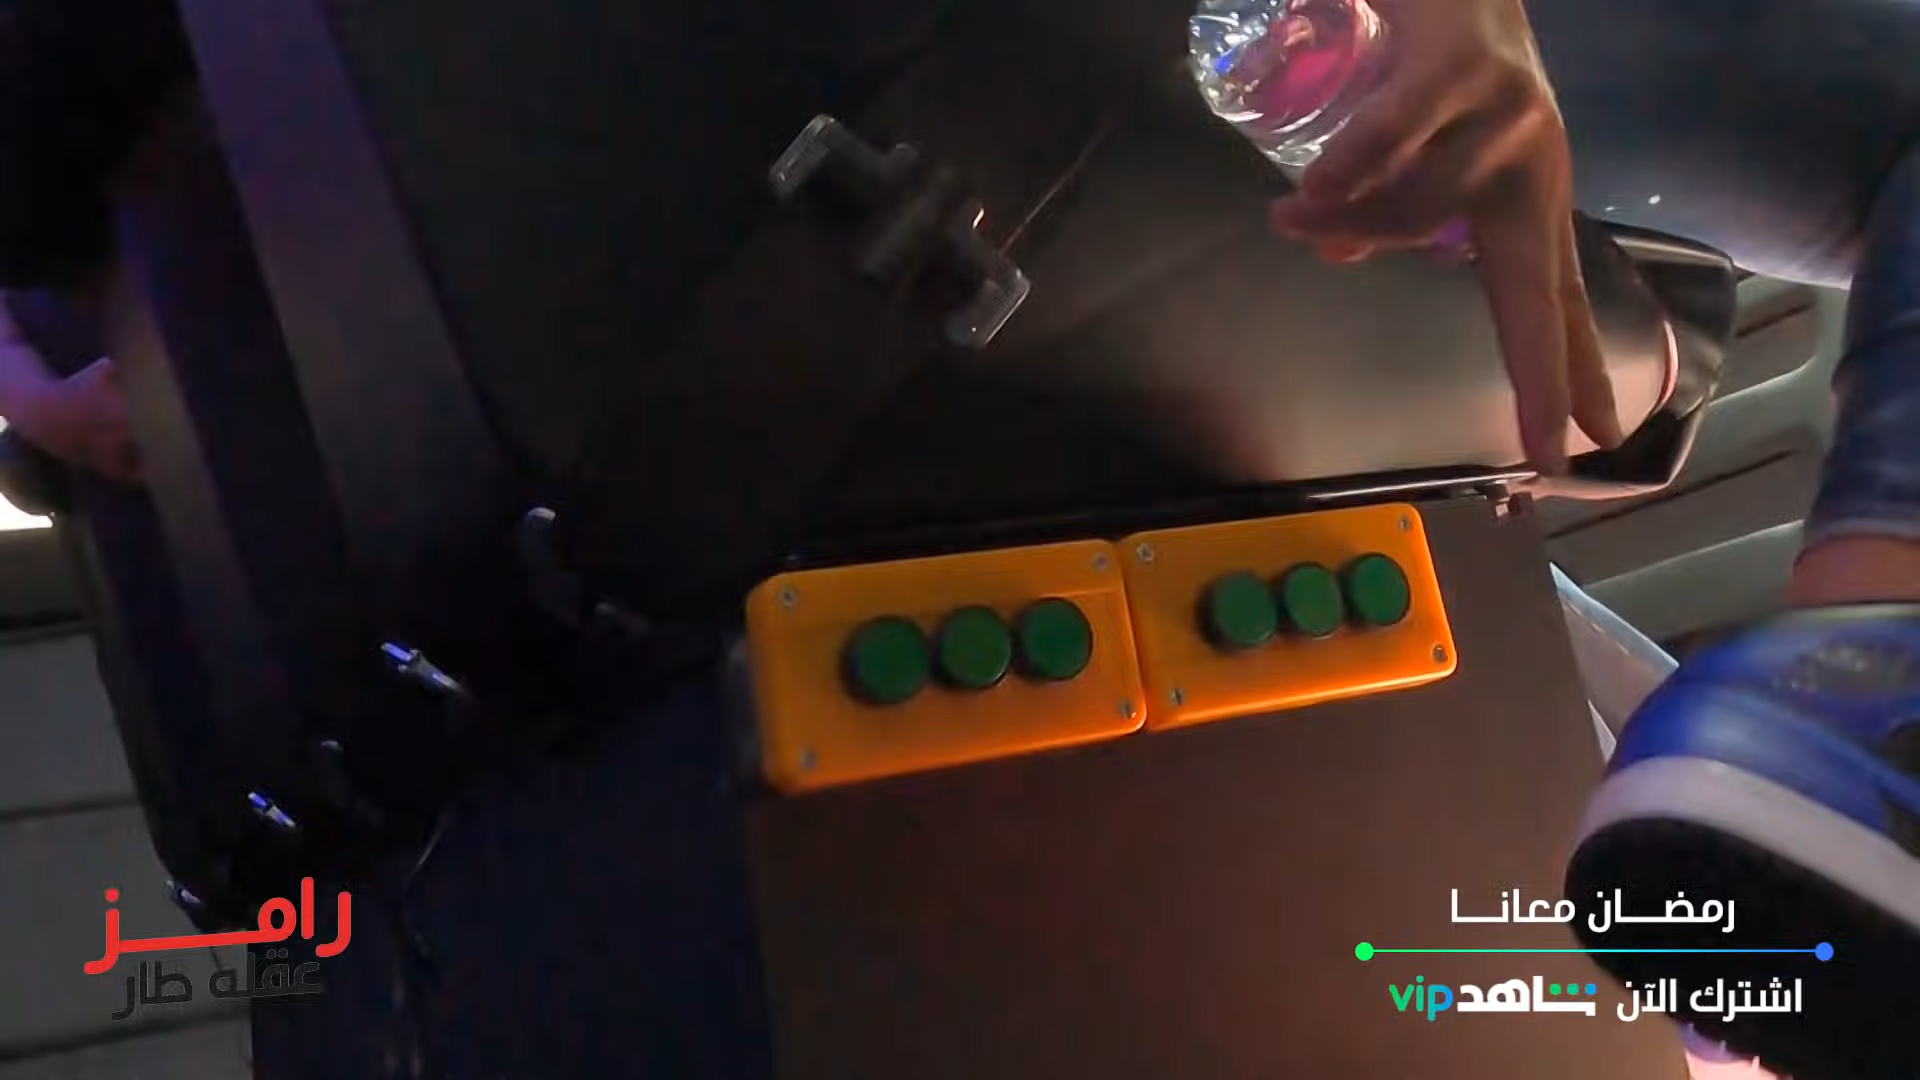 رامز
عقله طار
رمضان معانا
اشترك الآن شاهد vip